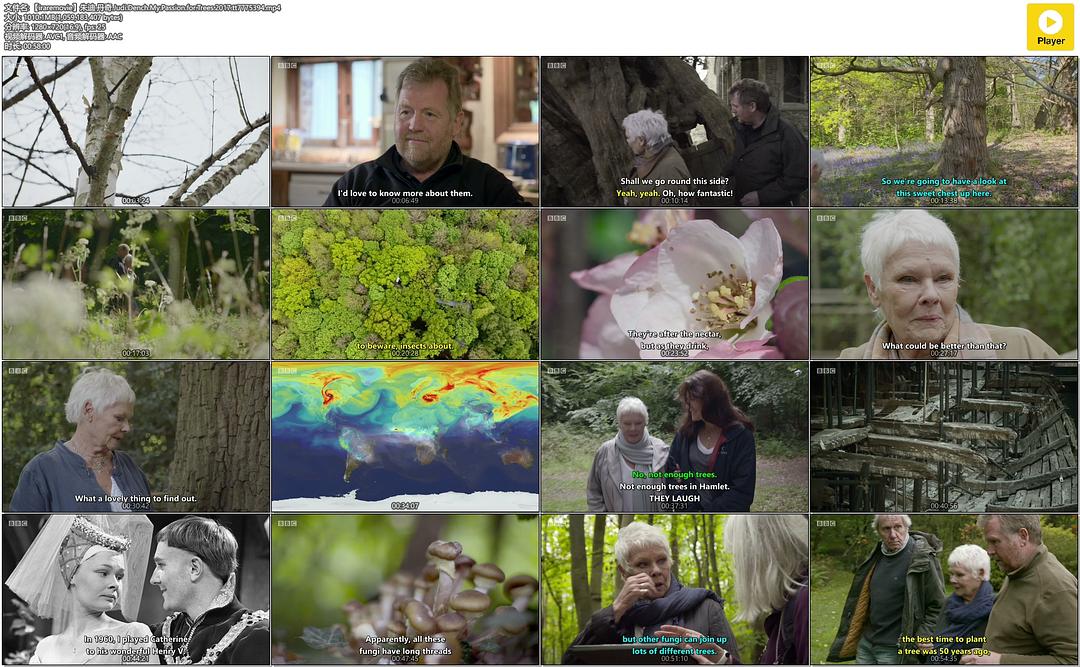 文件名: 【raremovie】朱迪.丹奇.Judi.Dench.My.Passion.for.Trees.2017.tt7775394.mp4
大小: 1010.1MB(1,059,183,407 bytes)
分辨率: 1280×720(16:9), fps: 25
视频解码器: AVC1, 音频解码器: AAC
时长: 00:58:00
Player
00:03:24
BBC
I'd love to know more about them.
00:06:49
BBC
Shall we go round this side?
Yeah, yeah. Oh, how fantastic!
00:10:14
BBC
So we're going to have a look at
this sweet chest up here.
00:13:38
BBC
00:17:03
BBC
to beware, insects about.
00:20:28
BBC
They're after the nectar,
but as they drink,
00:23:52
BBC
What could be better than that?
00:27:17
BBC
What a lovely thing to find out.
00:30:42
BBC
00:34:07
BBC
No, not enough trees.
Not enough trees in Hamlet.
THEY LAUGH
00:37:31
BBC
00:40:56
BBC
In 1960, I played Catherine
to his wonderful Henry V.
00:44:21
BBC
Apparently, all these
fungi have long threads
00:47:45
BBC
but other fungi can join up
lots of different trees.
00:51:10
BBC
the best time to plant
a tree was 50 years ago,
00:54:35